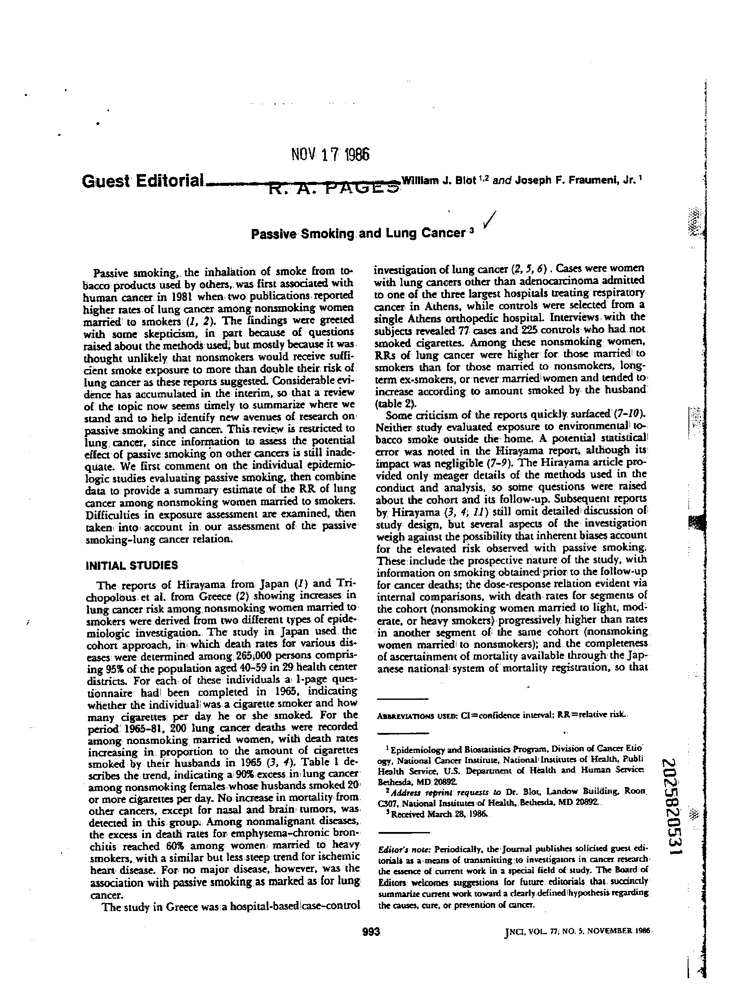 NOV 17 1986
Guest Editorial
R. A. PAGES
William J. Blot 1,2 and Joseph F. Fraumeni, Jr. 1
Passive Smoking and Lung Cancer 3
Passive smoking, the inhalation of smoke from to-
bacco products used by others, was first associated with
human cancer in 1981 when two publications reported
higher rates of lung cancer among nonsmoking women
married to smokers (1, 2). The findings were greeted
with some skepticism, in part because of questions
raised about the methods used, but mostly because it was
thought unlikely that nonsmokers would receive suffi-
cient smoke exposure to more than double their risk of
lung cancer as these reports suggested. Considerable evi-
dence has accumulated in the interim, so that a review
of the topic now seems timely to summarize where we
stand and to help identify new avenues of research on
passive smoking and cancer. This review is restricted to
lung cancer, since information to assess the potential
effect of passive smoking on other cancers is still inade-
quate. We first comment on the individual epidemio-
logic studies evaluating passive smoking, then combine
data to provide a summary estimate of the RR of lung
cancer among nonsmoking women married to smokers.
Difficulties in exposure assessment are examined, then
taken into account in our assessment of the passive
smoking-lung cancer relation.
INITIAL STUDIES
The reports of Hirayama from Japan (1) and Tri-
chopolous et al. from Greece (2) showing increases in
lung cancer risk among nonsmoking women married to
smokers were derived from two different types of epide-
miologic investigation. The study in Japan used the
cohort approach, in which death rates for various dis-
eases were determined among 265,000 persons compris-
ing 95% of the population aged 40-59 in 29 health center
districts. For each of these individuals a 1-page ques-
tionnaire had been completed in 1965, indicating
whether the individual was a cigarette smoker and how
many cigarettes per day he or she smoked. For the
period 1965-81, 200 lung cancer deaths were recorded
among nonsmoking married women, with death rates
increasing in proportion to the amount of cigarettes
smoked by their husbands in 1965 (3, 4). Table 1 de-
scribes the trend, indicating a 90% excess in lung cancer
among nonsmoking females whose husbands smoked 20
or more cigarettes per day. No increase in mortality from
other cancers, except for nasal and brain tumors, was
detected in this group. Among nonmalignant diseases,
the excess in death rates for emphysema-chronic bron-
chitis reached 60% among women married to heavy
smokers, with a similar but less steep trend for ischemic
heart disease. For no major disease, however, was the
association with passive smoking as marked as for lung
cancer.
The study in Greece was a hospital-based case-control
investigation of lung cancer (2, 5, 6). Cases were women
with lung cancers other than adenocarcinoma admitted
to one of the three largest hospitals treating respiratory
cancer in Athens, while controls were selected from a
single Athens orthopedic hospital. Interviews with the
subjects revealed 77 cases and 225 controls who had not
smoked cigarettes. Among these nonsmoking women,
RRs of lung cancer were higher for those married to
smokers than for those married to nonsmokers, long-
term ex-smokers, or never married women and tended to
increase according to amount smoked by the husband
(table 2).
Some criticism of the reports quickly surfaced (7-10).
Neither study evaluated exposure to environmental to-
bacco smoke outside the home. A potential statistical
error was noted in the Hirayama report, although its
impact was negligible (7-9). The Hirayama article pro-
vided only meager details of the methods used in the
conduct and analysis, so some questions were raised
about the cohort and its follow-up. Subsequent reports
by Hirayama (3, 4, 11) still omit detailed discussion of
study design, but several aspects of the investigation
weigh against the possibility that inherent biases account
for the elevated risk observed with passive smoking.
These include the prospective nature of the study, with
information on smoking obtained prior to the follow-up
for cancer deaths; the dose-response relation evident via
internal comparisons, with death rates for segments of
the cohort (nonsmoking women married to light, mod-
erate, or heavy smokers) progressively higher than rates
in another segment of the same cohort (nonsmoking
women married to nonsmokers); and the completeness
of ascertainment of mortality available through the Jap-
anese national system of mortality registration, so that
ABBREVIATIONS USED: CI=confidence interval; RR=relative risk.
1 Epidemiology and Biostatistics Program, Division of Cancer Etio
ogy, National Cancer Institute, National Institutes of Health, Publi
Health Service, U.S. Department of Health and Human Service
Bethesda, MD 20892.
2 Address reprint requests to Dr. Blot, Landow Building, Room
C307, National Institutes of Health, Bethesda, MD 20892.
3 Received March 28, 1986.
Editor's note: Periodically, the Journal publishes solicited guest edi-
torials as a means of transmitting to investigators in cancer research
the essence of current work in a special field of study. The Board of
Editors welcomes suggestions for future editorials that succinctly
summarize current work toward a clearly defined hypothesis regarding
the causes, cure, or prevention of cancer.
2025820531
993
JNCI, VOL. 77, NO. 5, NOVEMBER 1986